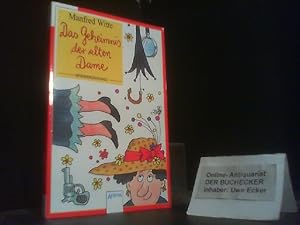 Manfred Witte
Das Geheimnis
der alten
Dame
Arena
Online- Antiquariat
DER BUCHECKER
Inhaber: Uwe Ecker